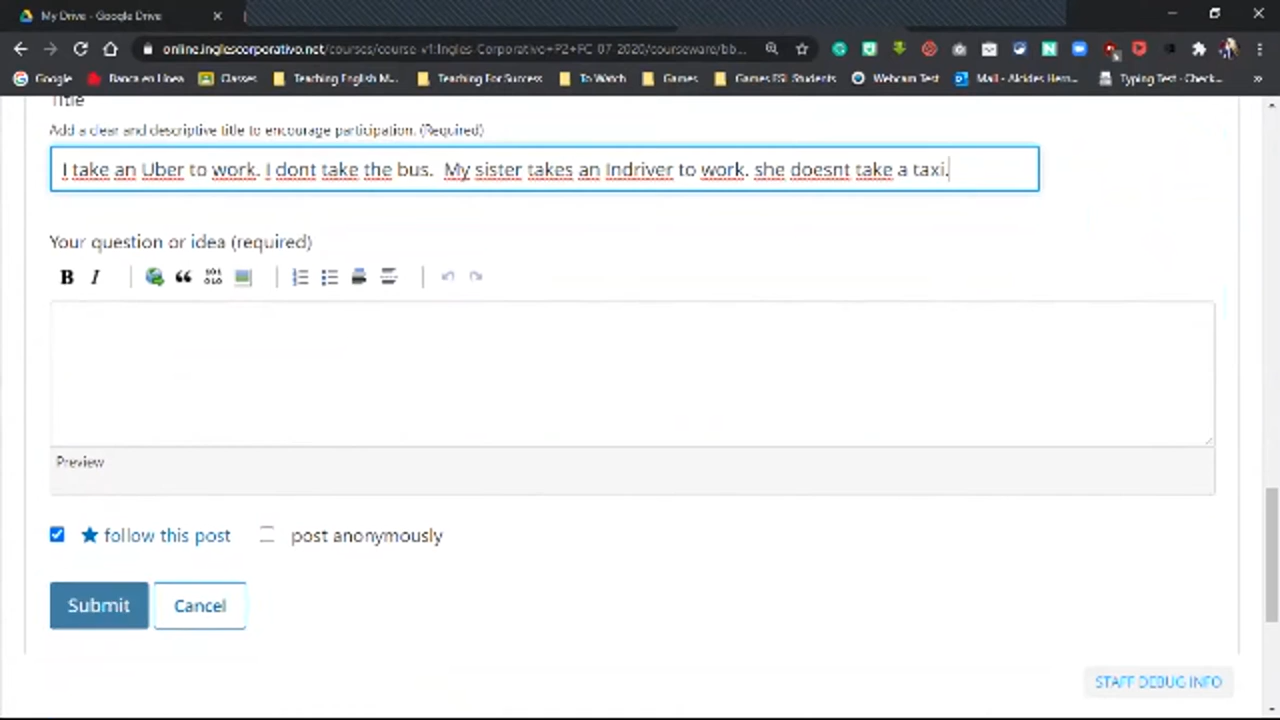 My Drive - Google Drive
online.inglescorporativo.net/courses/course-v1:Ingles-Corporativo+P2+FC-07-2020/courseware/bb...
Google Banca en Linea Classes Teaching English M... Teaching For Success To Watch Games Games ESL Students Webcam Test Mail - Alcides Hern... Typing Test - Check... »
Title
Add a clear and descriptive title to encourage participation. (Required)
I take an Uber to work. I dont take the bus.  My sister takes an Indriver to work. she doesnt take a taxi.
Your question or idea (required)
B I
Preview
follow this post post anonymously
Submit Cancel
STAFF DEBUG INFO